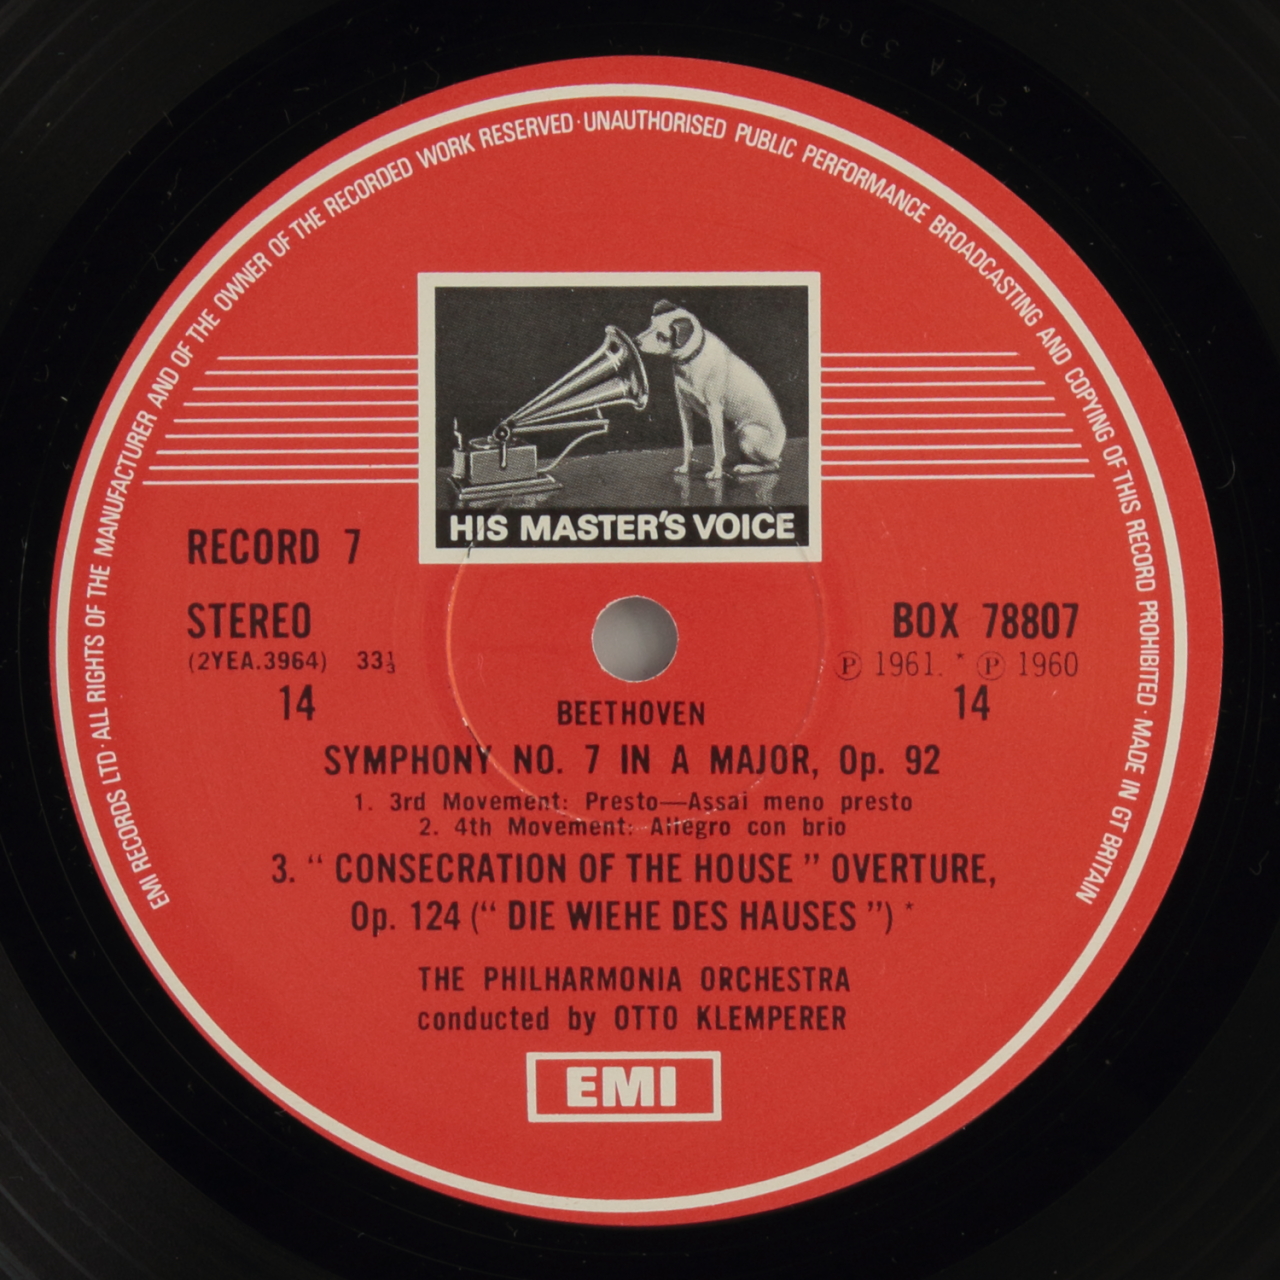 EMI RECORDS LTD · ALL RIGHTS OF THE MANUFACTURER AND OF THE OWNER OF THE RECORDED WORK RESERVED · UNAUTHORISED PUBLIC PERFORMANCE BROADCASTING AND COPYING OF THIS RECORD PROHIBITED · MADE IN GT BRITAIN
HIS MASTER'S VOICE
RECORD 7
STEREO
BOX 78807
(2YEA.3964) 33⅓
Ⓟ 1961. * Ⓟ 1960
14
14
BEETHOVEN
SYMPHONY NO. 7 IN A MAJOR, Op. 92
1. 3rd Movement: Presto—Assai meno presto
2. 4th Movement: Allegro con brio
3. “ CONSECRATION OF THE HOUSE ” OVERTURE,
Op. 124 (“ DIE WIEHE DES HAUSES ”) *
THE PHILHARMONIA ORCHESTRA
conducted by OTTO KLEMPERER
EMI